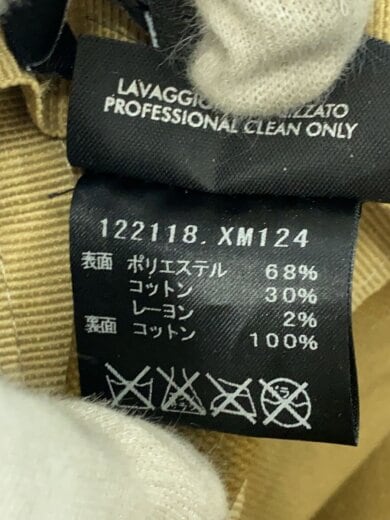 LAVAGGIO
PROFESSIONAL CLEAN ONLY
122118. XM124
表面 ポリエステル 68%
コットン 30%
レーヨン 2%
裏面 コットン 100%